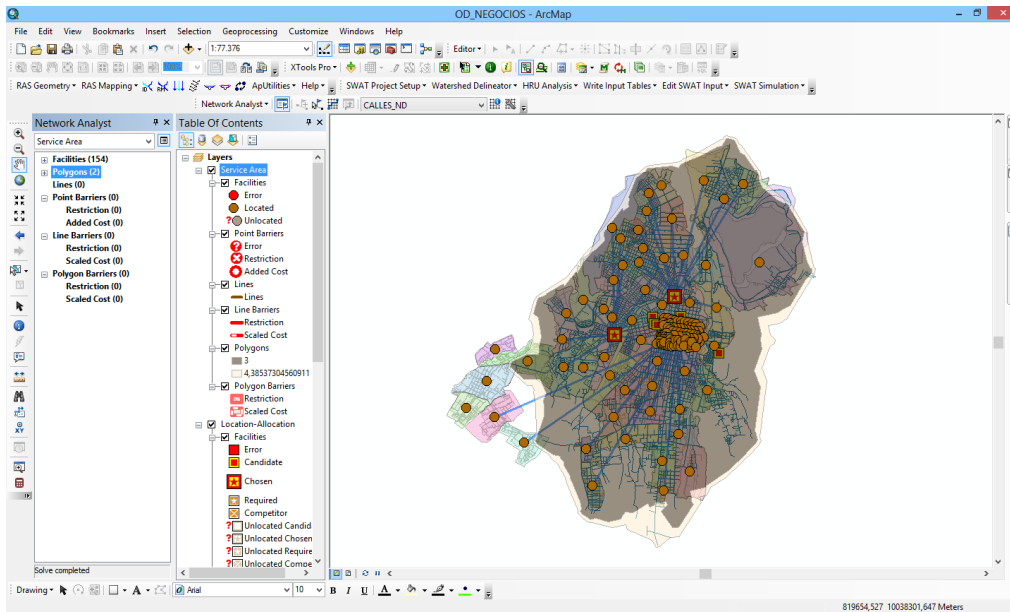 OD_NEGOCIOS - ArcMap
File Edit View Bookmarks Insert Selection Geoprocessing Customize Windows Help
1:77.376 Editor
100% XTools Pro
RAS Geometry RAS Mapping ApUtilities Help SWAT Project Setup Watershed Delineator HRU Analysis Write Input Tables Edit SWAT Input SWAT Simulation
Network Analyst CALLES_ND
Network Analyst
Service Area
Facilities (154)
Polygons (2)
Lines (0)
Point Barriers (0)
Restriction (0)
Added Cost (0)
Line Barriers (0)
Restriction (0)
Scaled Cost (0)
Polygon Barriers (0)
Restriction (0)
Scaled Cost (0)
Solve completed
Table Of Contents
Layers
Service Area
Facilities
Error
Located
Unlocated
Point Barriers
Error
Restriction
Added Cost
Lines
Lines
Line Barriers
Restriction
Scaled Cost
Polygons
3
4,38537304560911
Polygon Barriers
Restriction
Scaled Cost
Location-Allocation
Facilities
Error
Candidate
Chosen
Required
Competitor
Unlocated Candid
Unlocated Chosen
Unlocated Require
Unlocated Compe
Drawing Arial 10 B I U A
819654,527 10038301,647 Meters